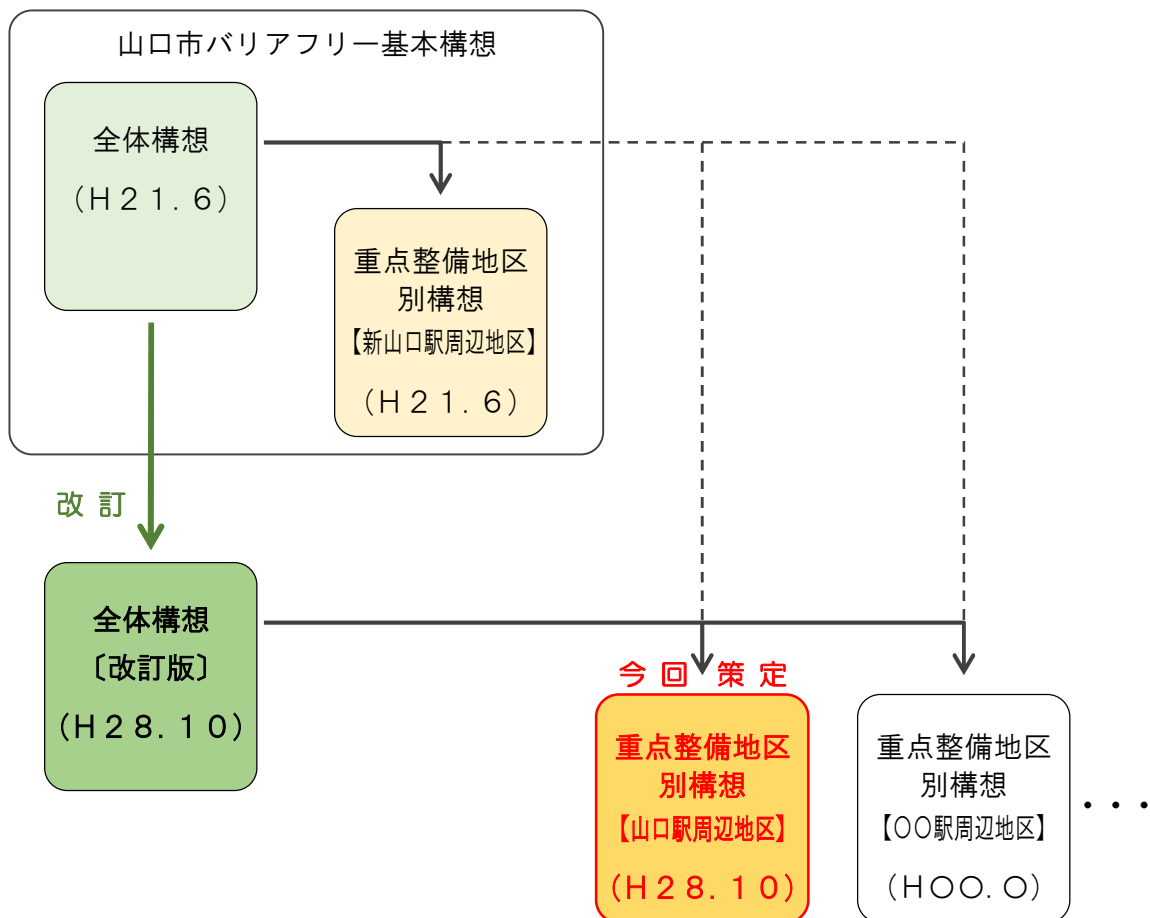 山口市バリアフリー基本構想
全体構想
（Ｈ２１．６）
重点整備地区
別構想
【新山口駅周辺地区】
（Ｈ２１．６）
改訂
全体構想
〔改訂版〕
（Ｈ２８．１０）
今回策定
重点整備地区
別構想
【山口駅周辺地区】
（Ｈ２８．１０）
重点整備地区
別構想
【〇〇駅周辺地区】
（Ｈ〇〇．〇）
・・・